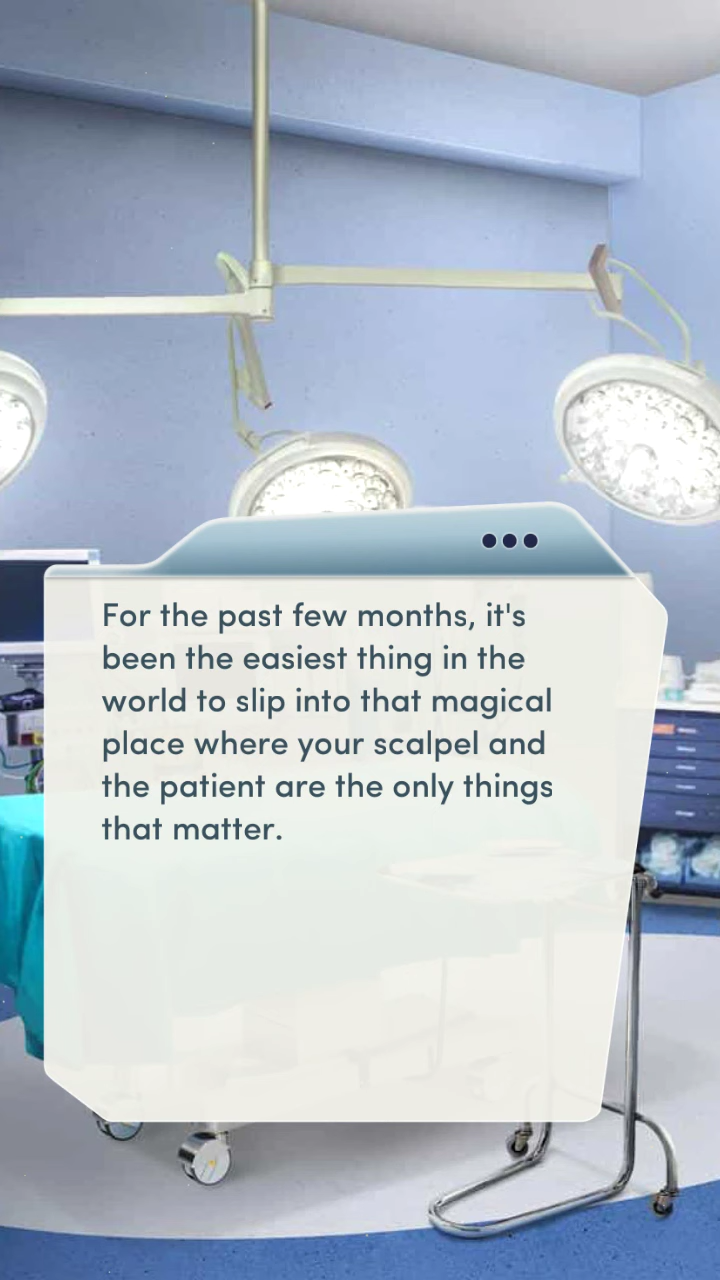 For the past few months, it's
been the easiest thing in the
world to slip into that magical
place where your scalpel and
the patient are the only things
that matter.